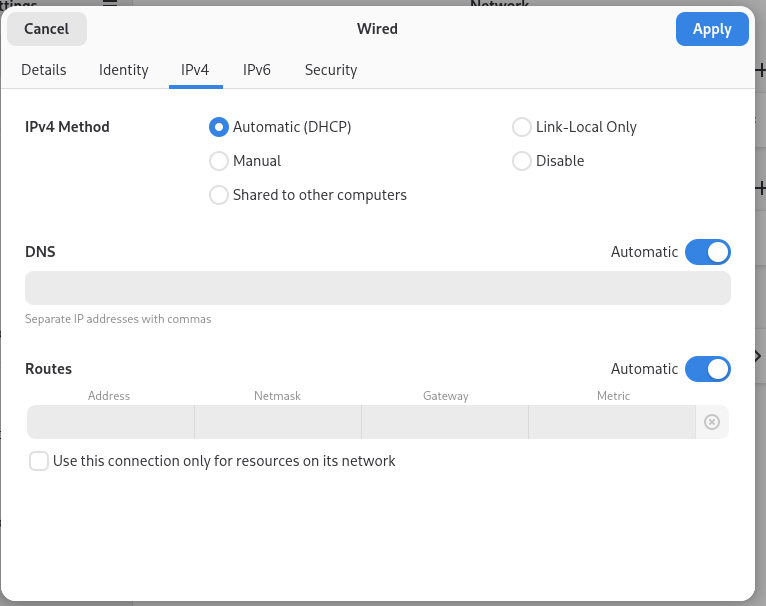 Cancel Wired Apply
Details Identity IPv4 IPv6 Security
IPv4 Method Automatic (DHCP) Link-Local Only
Manual Disable
Shared to other computers
DNS Automatic
Separate IP addresses with commas
Routes Automatic
Address Netmask Gateway Metric
Use this connection only for resources on its network